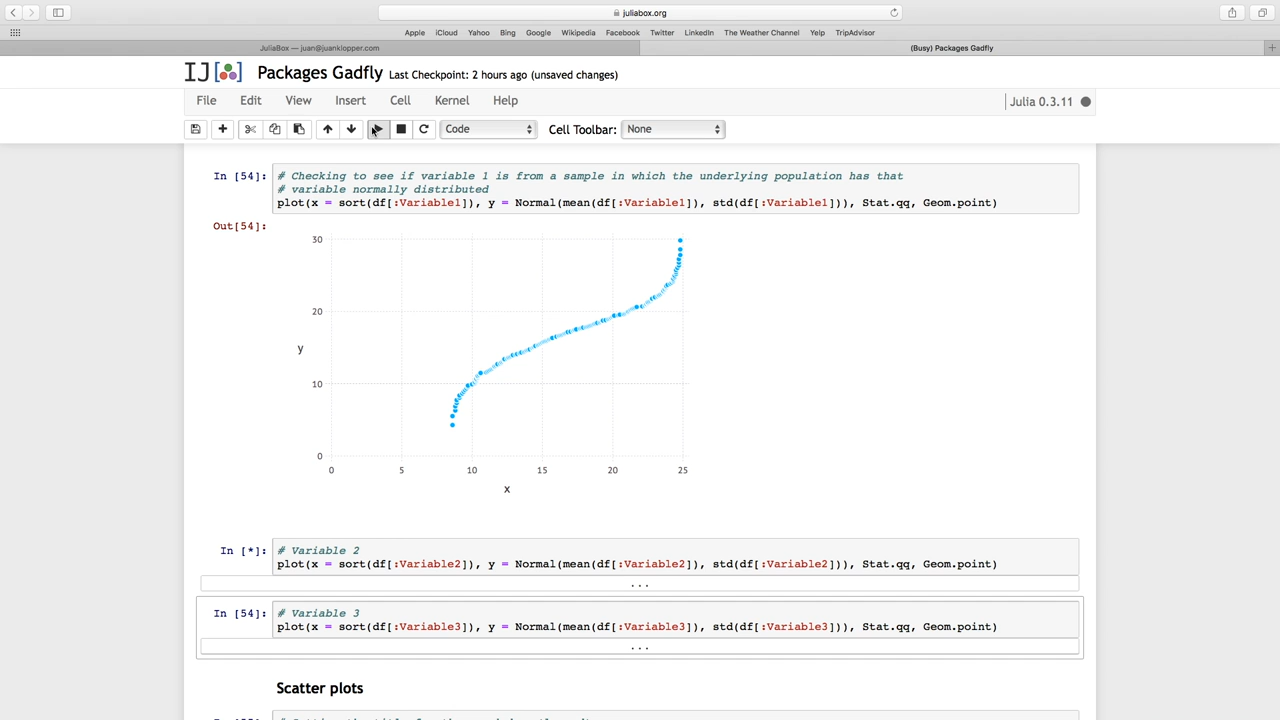 juliabox.org
Apple iCloud Yahoo Bing Google Wikipedia Facebook Twitter LinkedIn The Weather Channel Yelp TripAdvisor
JuliaBox — juan@juanklopper.com (Busy) Packages Gadfly
IJ[ ] Packages Gadfly Last Checkpoint: 2 hours ago (unsaved changes)
File Edit View Insert Cell Kernel Help Julia 0.3.11
Code Cell Toolbar: None
In [54]: # Checking to see if variable 1 is from a sample in which the underlying population has that
# variable normally distributed
plot(x = sort(df[:Variable1]), y = Normal(mean(df[:Variable1]), std(df[:Variable1])), Stat.qq, Geom.point)
Out[54]:
30
20
y
10
0
0 5 10 15 20 25
x
In [*]: # Variable 2
plot(x = sort(df[:Variable2]), y = Normal(mean(df[:Variable2]), std(df[:Variable2])), Stat.qq, Geom.point)
...
In [54]: # Variable 3
plot(x = sort(df[:Variable3]), y = Normal(mean(df[:Variable3]), std(df[:Variable3])), Stat.qq, Geom.point)
...
Scatter plots